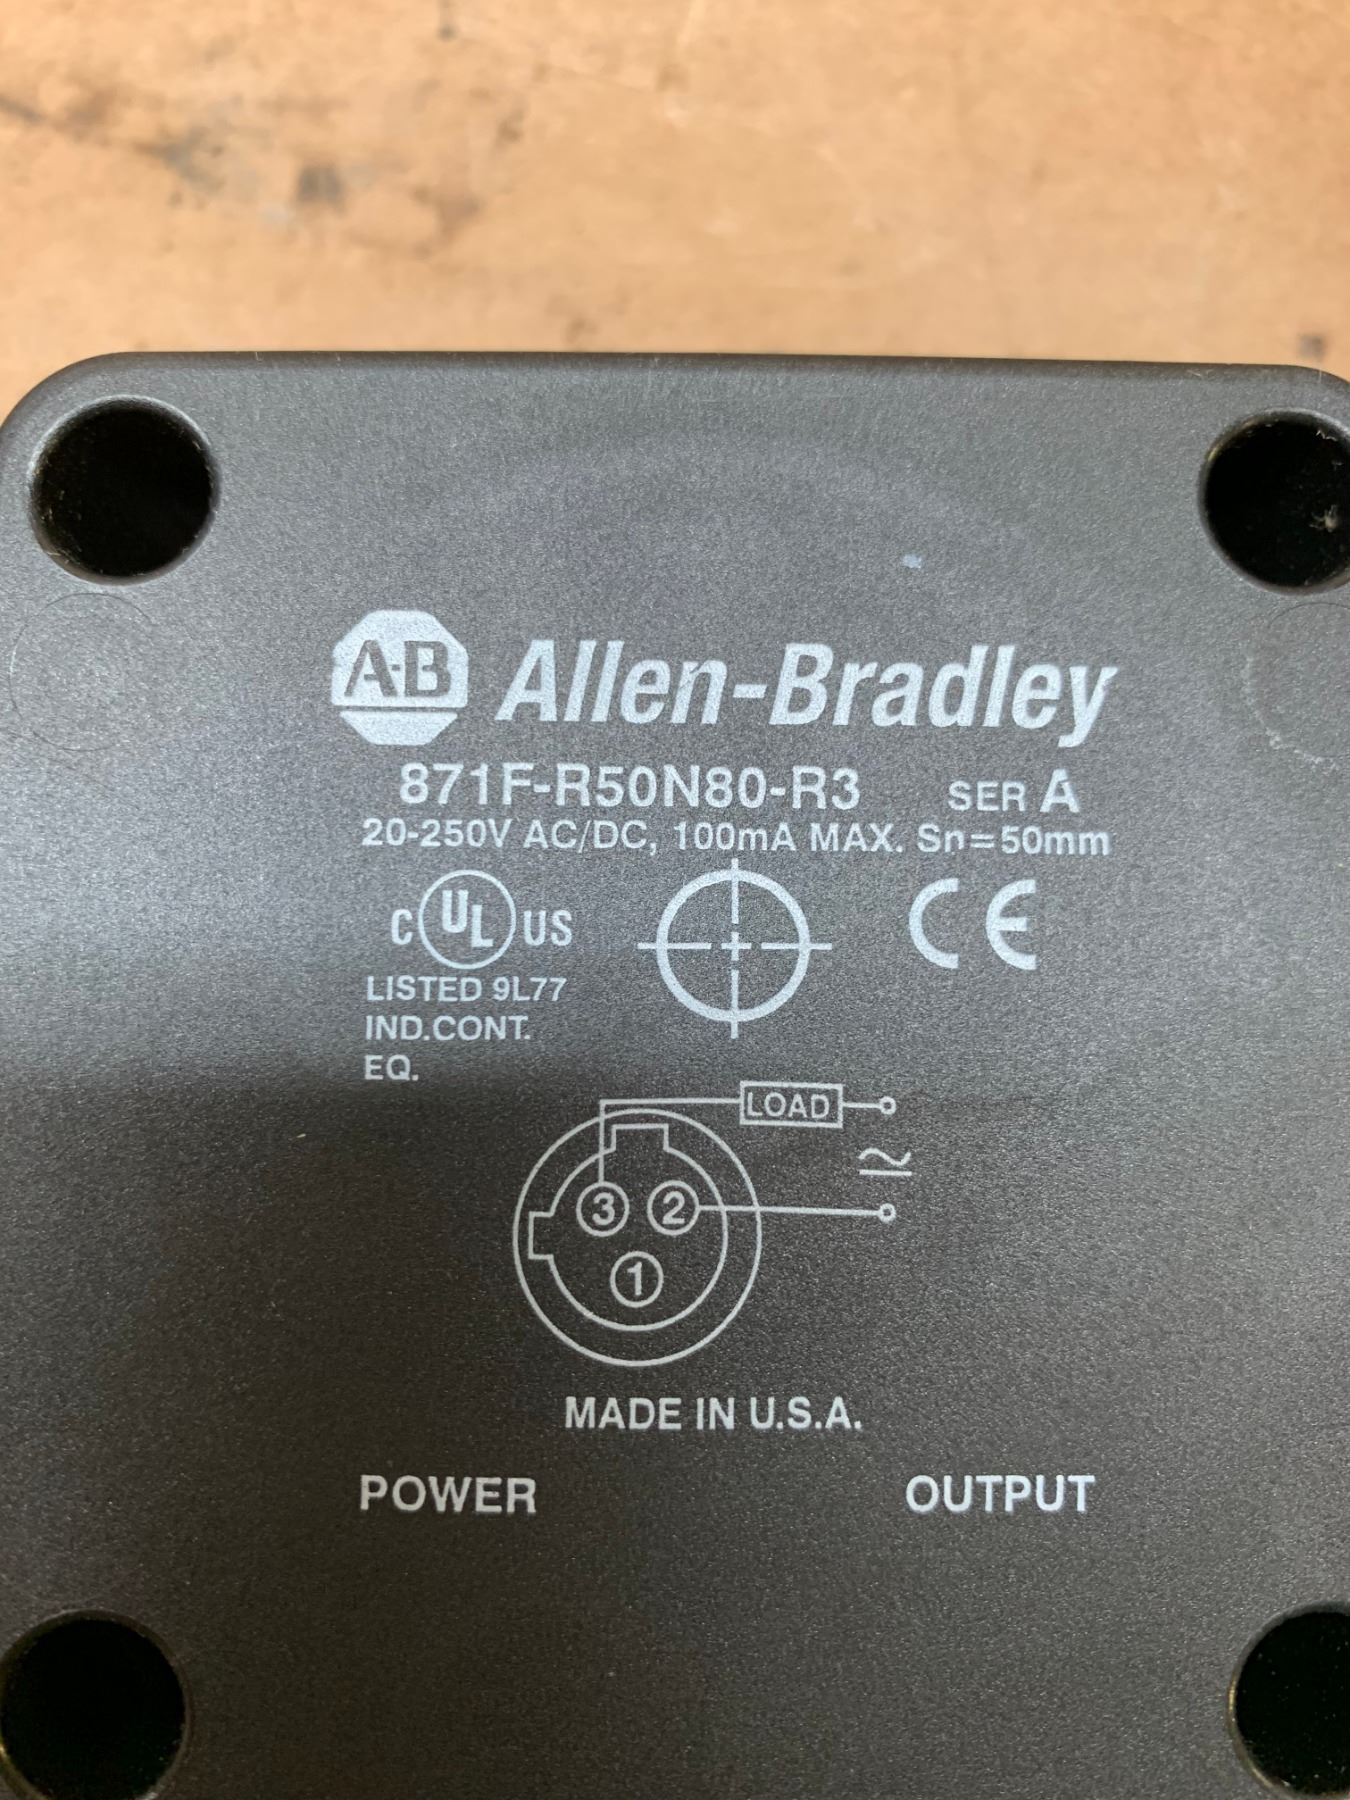 A-B Allen-Bradley
871F-R50N80-R3 SER A
20-250V AC/DC, 100mA MAX. Sn=50mm
C UL US CE
LISTED 9L77
IND.CONT.
EQ.
LOAD
3 2
1
MADE IN U.S.A.
POWER OUTPUT